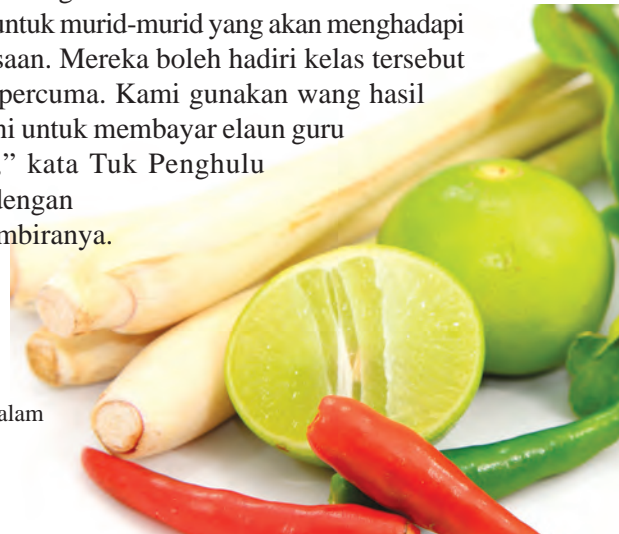 untuk murid-murid yang akan menghadapi
saan. Mereka boleh hadiri kelas tersebut
percuma. Kami gunakan wang hasil
ni untuk membayar elaun guru
,” kata Tuk Penghulu
dengan
mbiranya.
alam